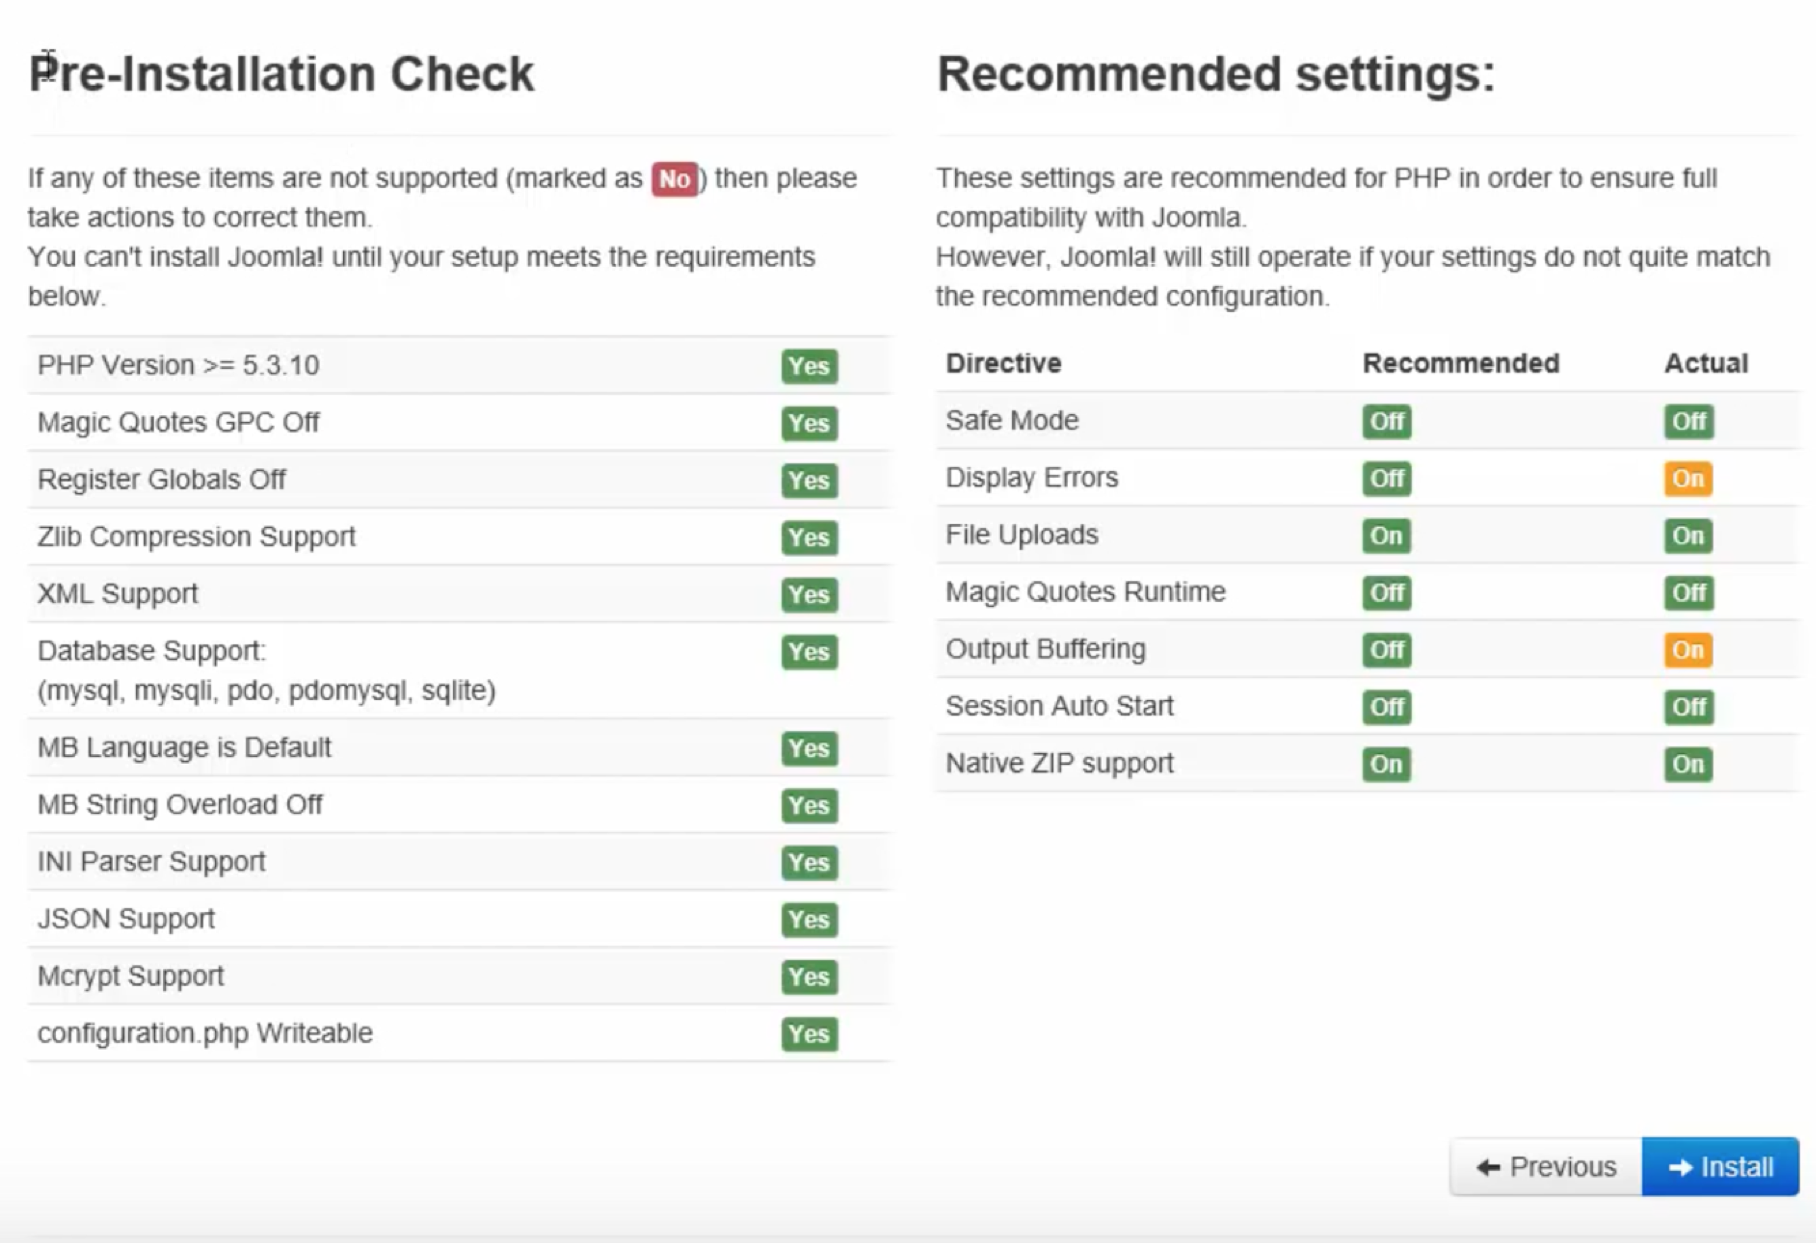 Pre-Installation Check
If any of these items are not supported (marked as No) then please
take actions to correct them.
You can't install Joomla! until your setup meets the requirements
below.
PHP Version >= 5.3.10 Yes
Magic Quotes GPC Off Yes
Register Globals Off Yes
Zlib Compression Support Yes
XML Support Yes
Database Support: Yes
(mysql, mysqli, pdo, pdomysql, sqlite)
MB Language is Default Yes
MB String Overload Off Yes
INI Parser Support Yes
JSON Support Yes
Mcrypt Support Yes
configuration.php Writeable Yes
Recommended settings:
These settings are recommended for PHP in order to ensure full
compatibility with Joomla.
However, Joomla! will still operate if your settings do not quite match
the recommended configuration.
Directive Recommended Actual
Safe Mode Off Off
Display Errors Off On
File Uploads On On
Magic Quotes Runtime Off Off
Output Buffering Off On
Session Auto Start Off Off
Native ZIP support On On
Previous Install